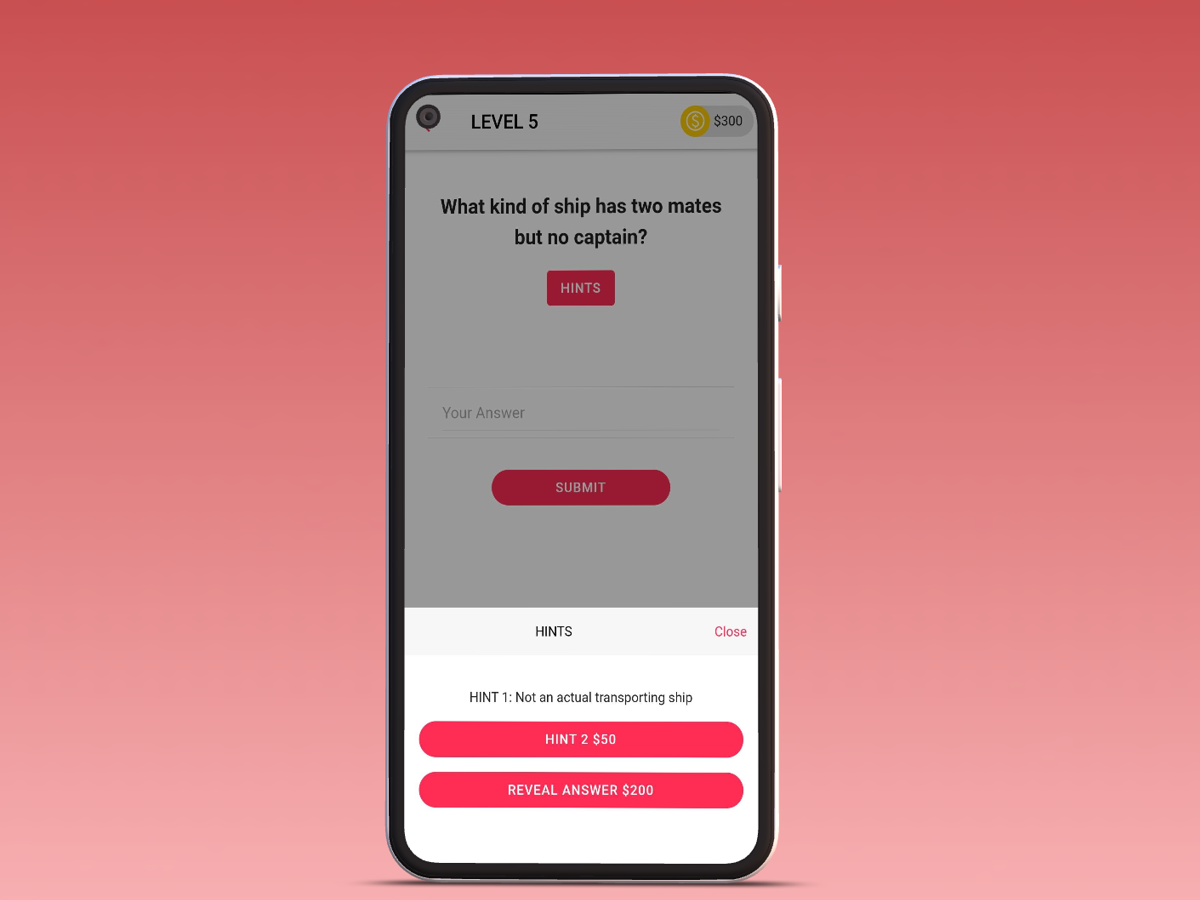 LEVEL 5
$300
What kind of ship has two mates
but no captain?
HINTS
Your Answer
SUBMIT
HINTS
Close
HINT 1: Not an actual transporting ship
HINT 2 $50
REVEAL ANSWER $200